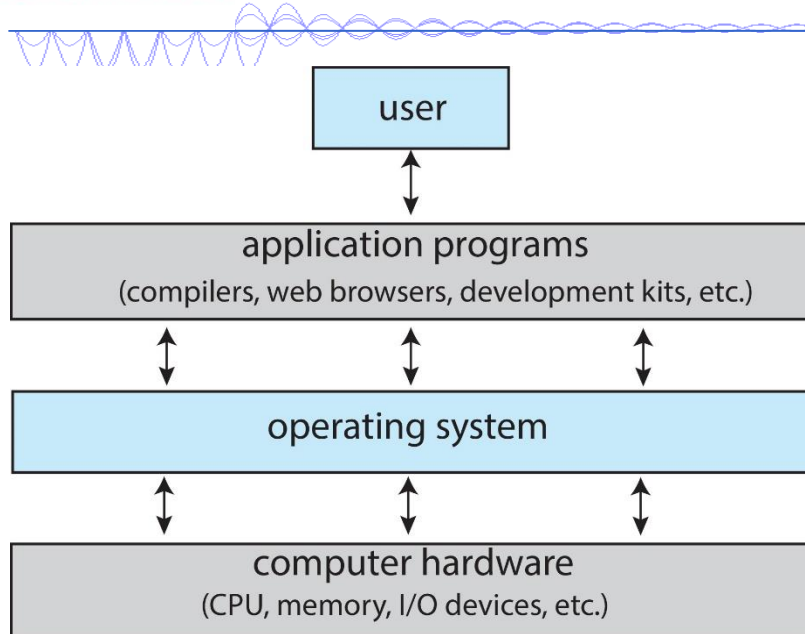 user
application programs
(compilers, web browsers, development kits, etc.)
operating system
computer hardware
(CPU, memory, I/O devices, etc.)